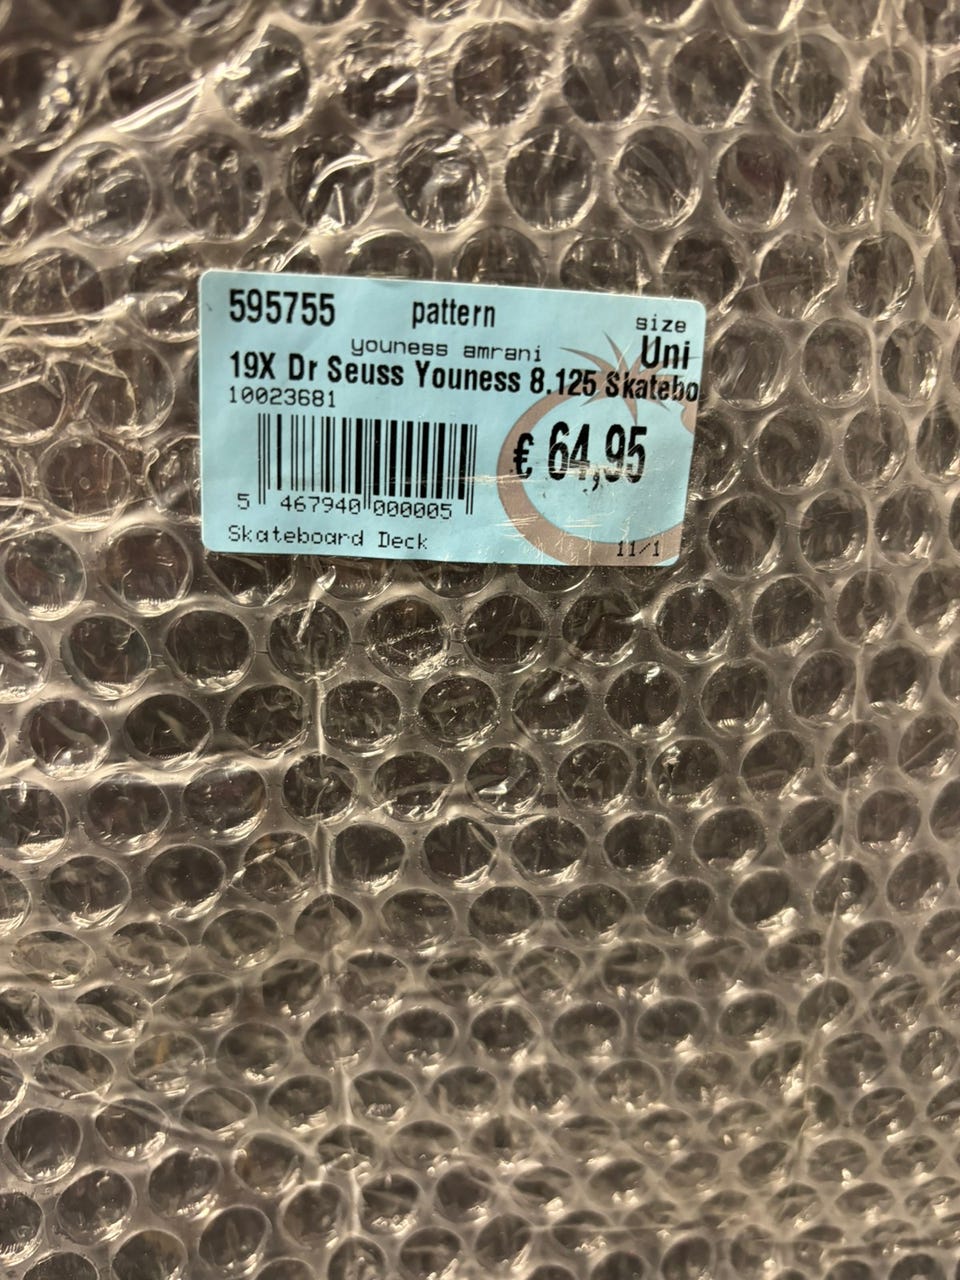 595755 pattern size
youness amrani Uni
19X Dr Seuss Youness 8.125 Skatebo
10023681
€ 64,95
5 467940 000005
Skateboard Deck 11/1